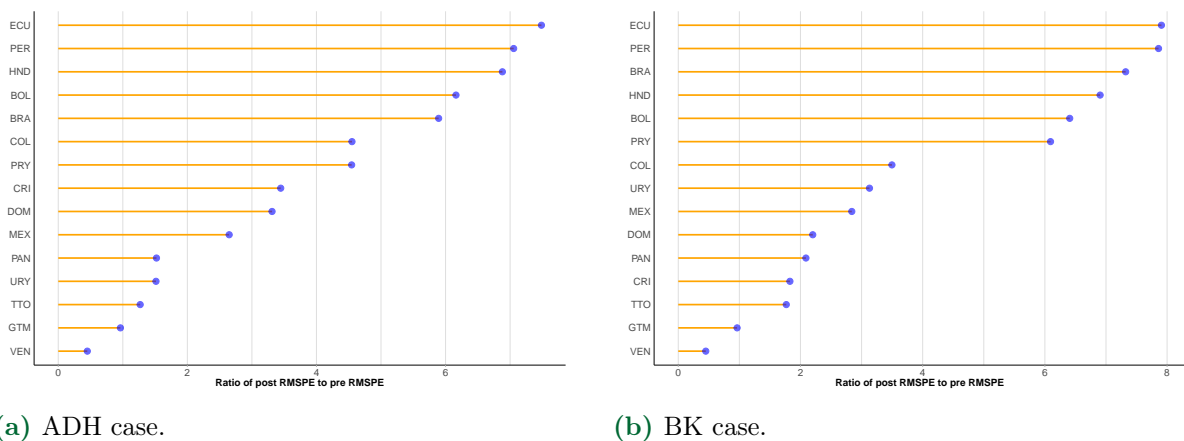 ECU
PER
HND
BOL
BRA
COL
PRY
CRI
DOM
MEX
PAN
URY
TTO
GTM
VEN
0 2 4 6
Ratio of post RMSPE to pre RMSPE
(a) ADH case.
ECU
PER
BRA
HND
BOL
PRY
COL
URY
MEX
DOM
PAN
CRI
TTO
GTM
VEN
0 2 4 6 8
Ratio of post RMSPE to pre RMSPE
(b) BK case.